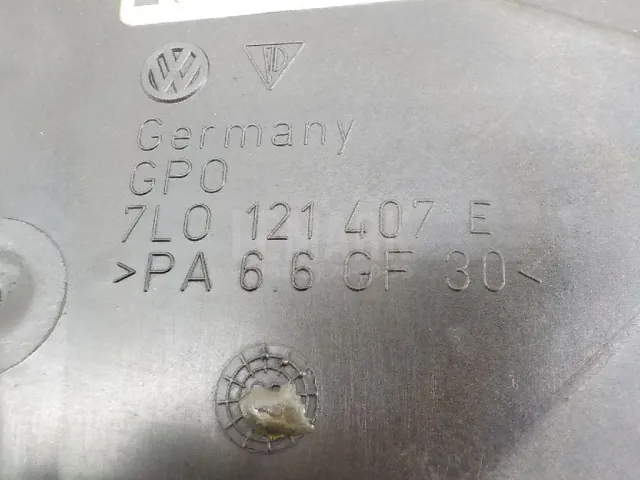 Germany
GPO
7L0 121 407 E
>PA 6.6 GF 30<